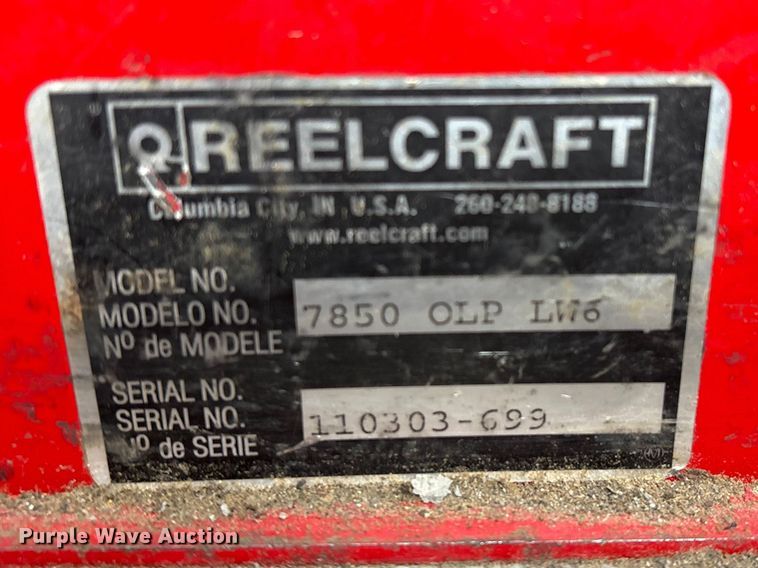 REELCRAFT
Columbia City, IN. U.S.A. 260-248-8188
www.reelcraft.com
MODEL NO.
MODELO NO. 7850 OLP LW6
Nº de MODELE
SERIAL NO.
SERIAL NO. 110303-699
Nº de SERIE
(M)
Purple Wave Auction